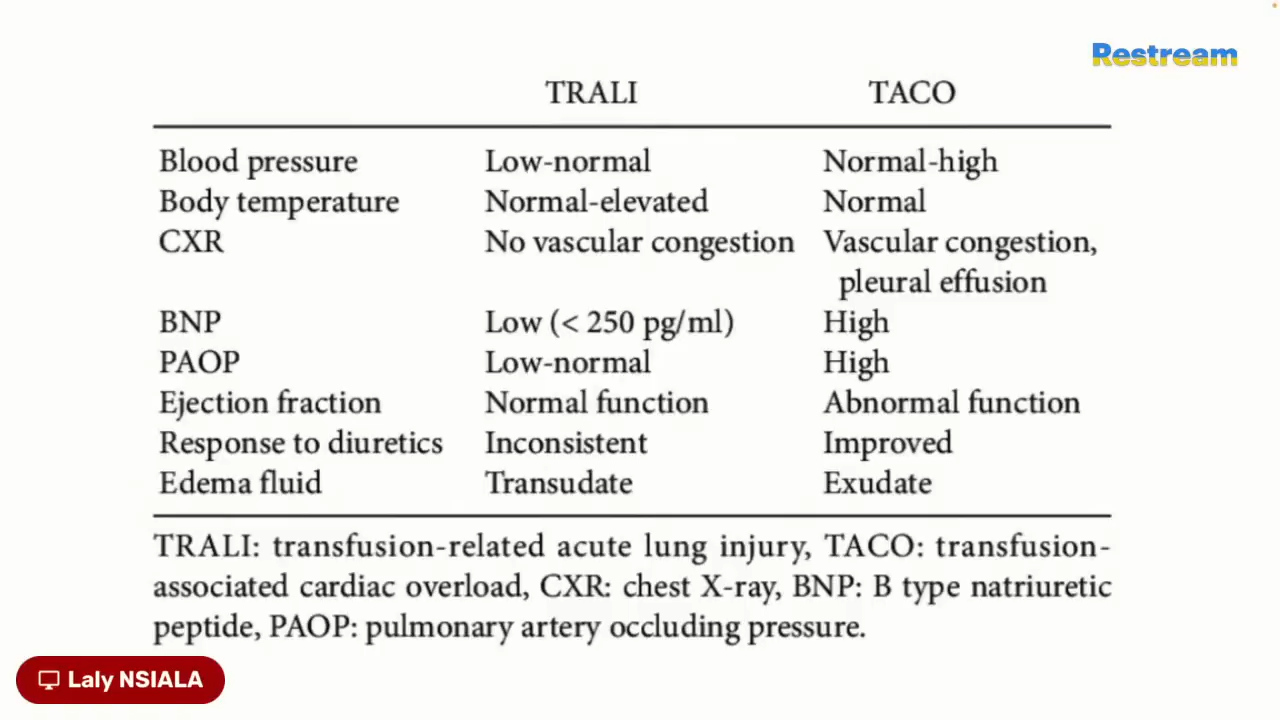 Restream
TRALI TACO
Blood pressure Low-normal Normal-high
Body temperature Normal-elevated Normal
CXR No vascular congestion Vascular congestion,
pleural effusion
BNP Low (< 250 pg/ml) High
PAOP Low-normal High
Ejection fraction Normal function Abnormal function
Response to diuretics Inconsistent Improved
Edema fluid Transudate Exudate
TRALI: transfusion-related acute lung injury, TACO: transfusion-
associated cardiac overload, CXR: chest X-ray, BNP: B type natriuretic
peptide, PAOP: pulmonary artery occluding pressure.
Laly NSIALA